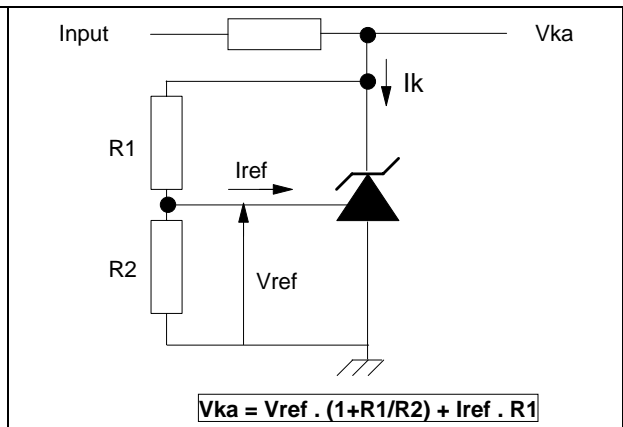 Input Vka
Ik
R1
Iref
R2
Vref
Vka = Vref . (1+R1/R2) + Iref . R1